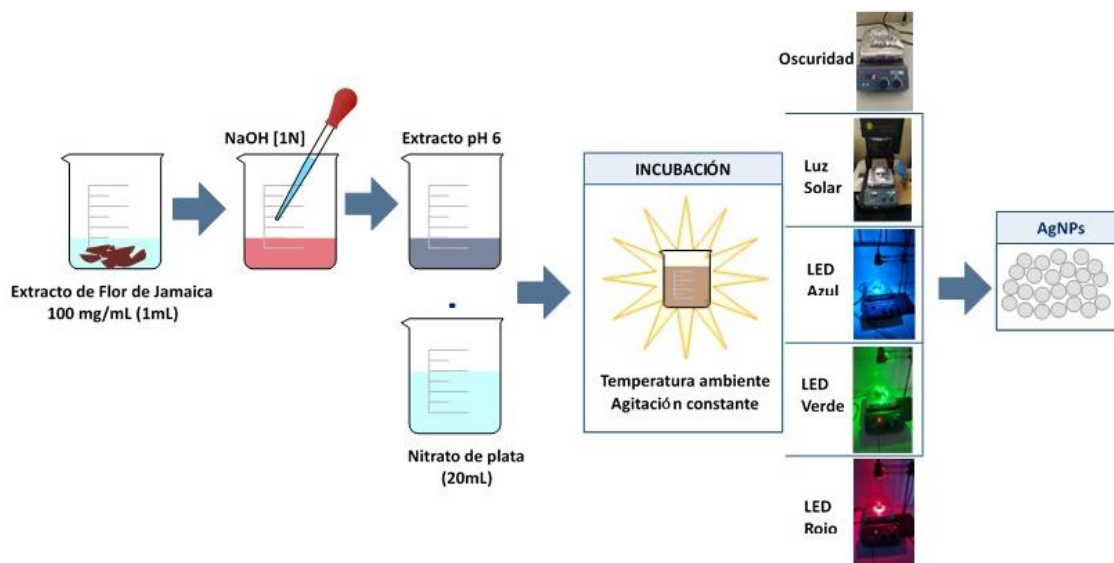 Extracto de Flor de Jamaica
100 mg/mL (1mL)
NaOH [1N]
Extracto pH 6
Nitrato de plata
(20mL)
INCUBACIÓN
Temperatura ambiente
Agitación constante
Oscuridad
Luz
Solar
LED
Azul
LED
Verde
LED
Rojo
AgNPs